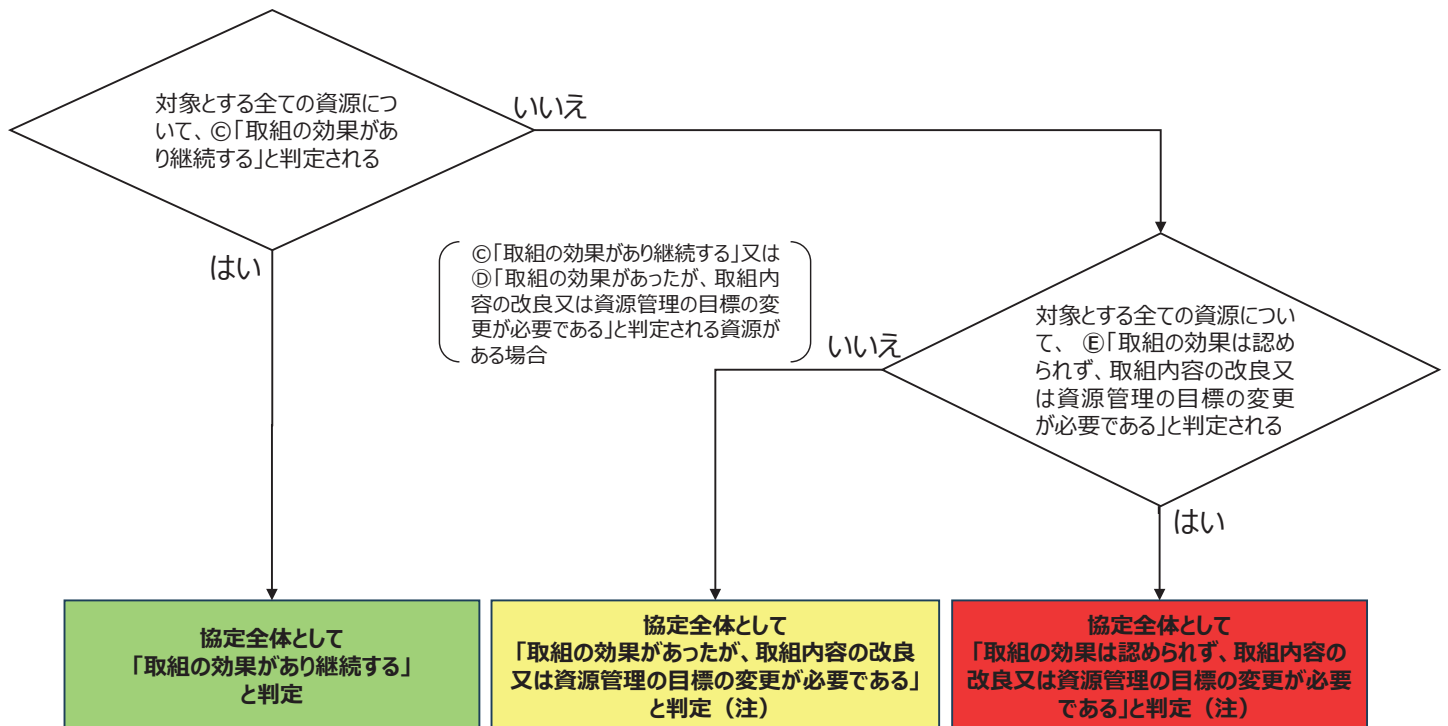 対象とする全ての資源につ
いて、Ⓒ「取組の効果があ
り継続する」と判定される
いいえ
はい
Ⓒ「取組の効果があり継続する」又は
Ⓓ「取組の効果があったが、取組内
容の改良又は資源管理の目標の変
更が必要である」と判定される資源が
ある場合
いいえ
対象とする全ての資源につい
て、 Ⓔ「取組の効果は認め
られず、取組内容の改良又
は資源管理の目標の変更
が必要である」と判定される
はい
協定全体として
「取組の効果があり継続する」
と判定
協定全体として
「取組の効果があったが、取組内容の改良
又は資源管理の目標の変更が必要である」
と判定（注）
協定全体として
「取組の効果は認められず、取組内容の
改良又は資源管理の目標の変更が必要
である」と判定（注）